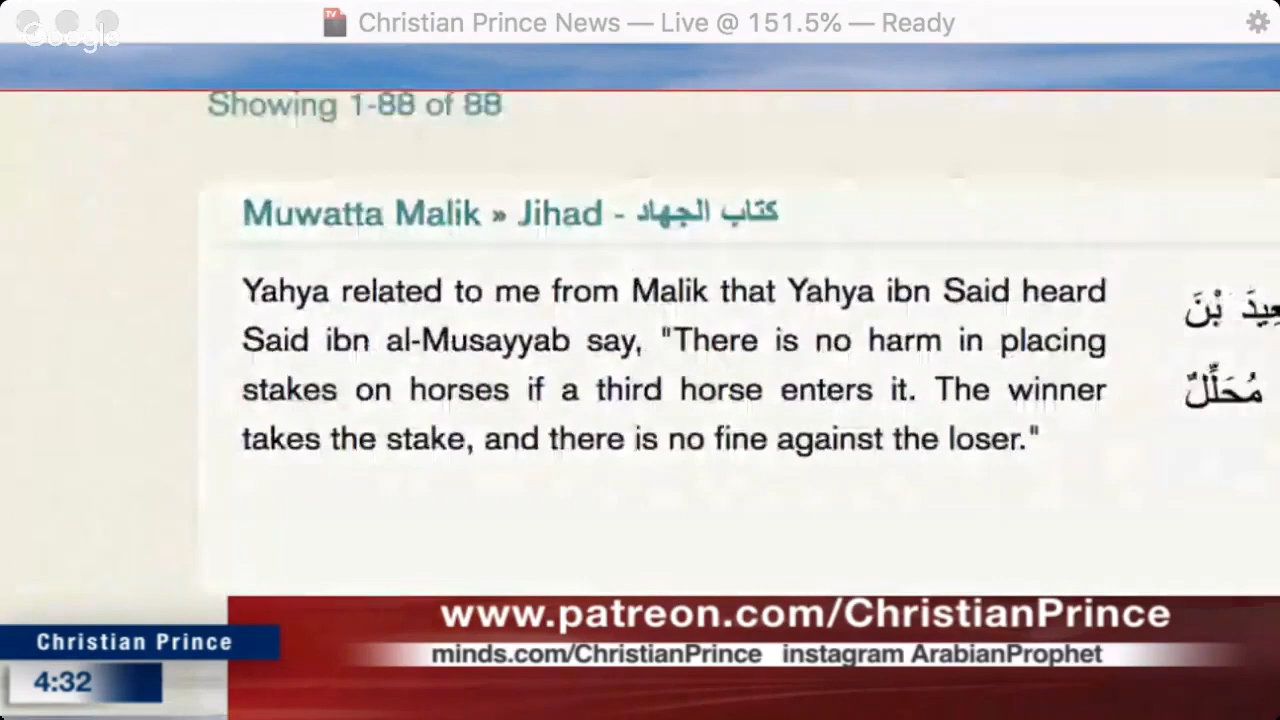 Christian Prince News — Live @ 151.5% — Ready
Google
Showing 1-88 of 88
Muwatta Malik » Jihad - كتاب الجهاد
Yahya related to me from Malik that Yahya ibn Said heard
Said ibn al-Musayyab say, "There is no harm in placing
stakes on horses if a third horse enters it. The winner
takes the stake, and there is no fine against the loser."
بْنَ
مُحَلِّلٌ
www.patreon.com/ChristianPrince
minds.com/ChristianPrince instagram ArabianProphet
Christian Prince
4:32